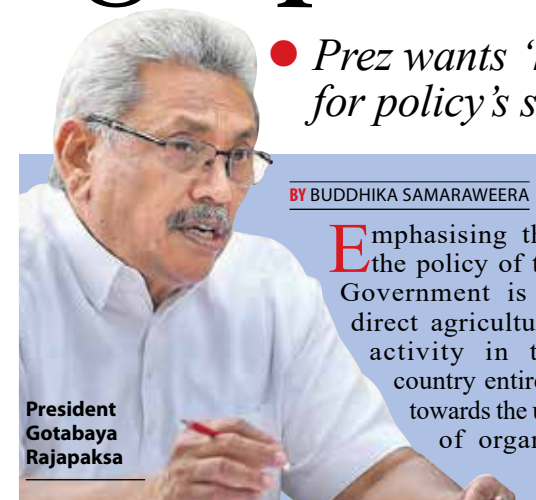 Prez wants
for policy's
BY BUDDHIKA SAMARAWEERA
Emphasising
the policy of
Government is
direct agricultu
activity in
country entire
towards the
of organ
President
Gotabaya
Rajapaksa